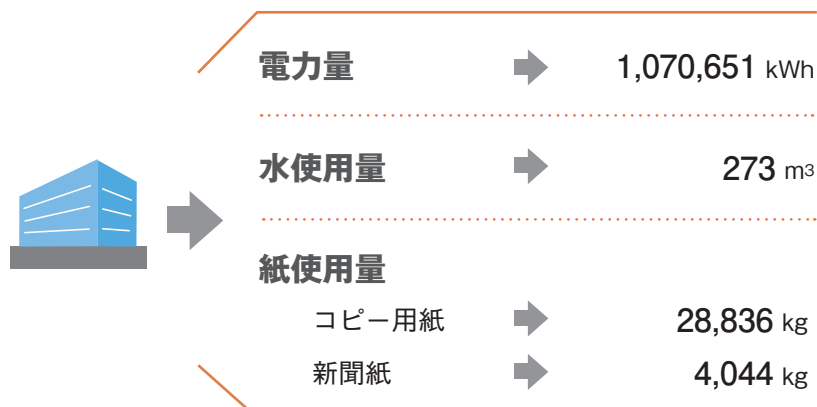 電力量 1,070,651 kWh
水使用量 273 m3
紙使用量
コピー用紙 28,836 kg
新聞紙 4,044 kg